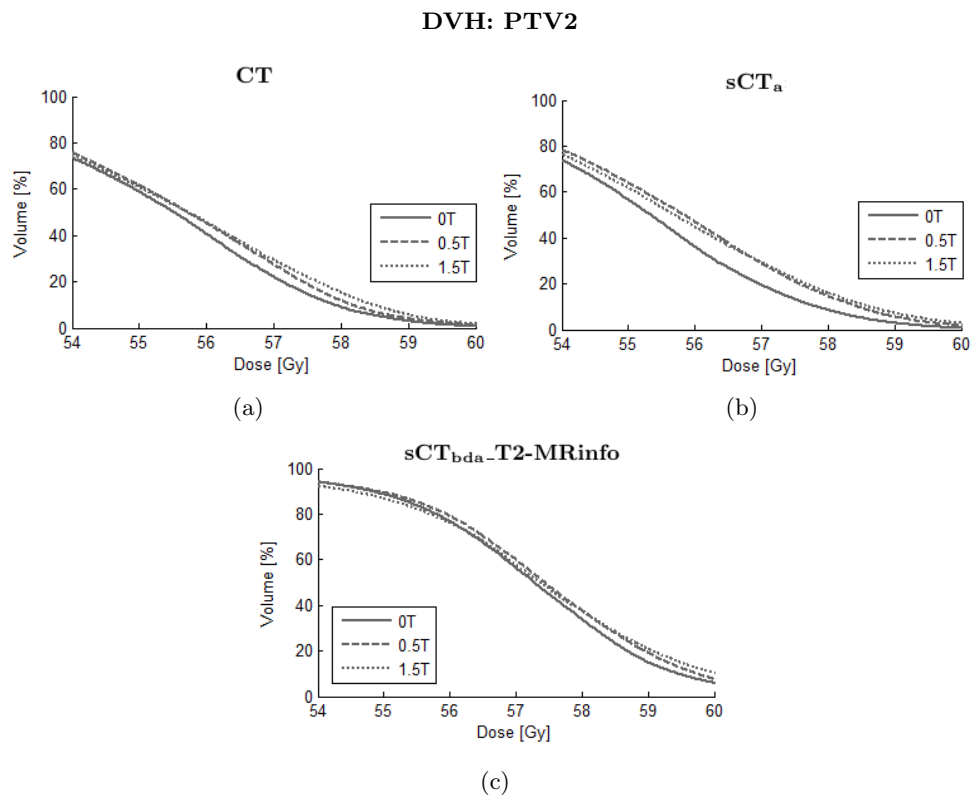 DVH: PTV2
CT
100
80
60
40
20
0
Volume [%]
0T
0.5T
1.5T
54 55 56 57 58 59 60
Dose [Gy]
(a)
sCTa
100
80
60
40
20
0
Volume [%]
0T
0.5T
1.5T
54 55 56 57 58 59 60
Dose [Gy]
(b)
sCTbda_T2-MRinfo
100
80
60
40
20
0
Volume [%]
0T
0.5T
1.5T
54 55 56 57 58 59 60
Dose [Gy]
(c)